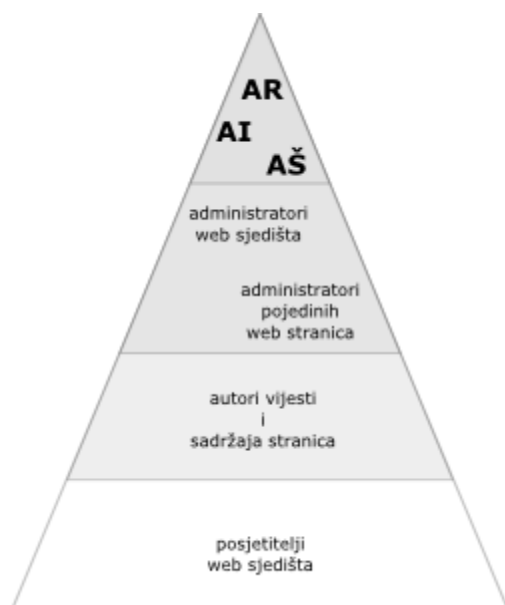 AR
AI
AŠ
administratori
web sjedišta
administratori
pojedinih
web stranica
autori vijesti
i
sadržaja stranica
posjetitelji
web sjedišta